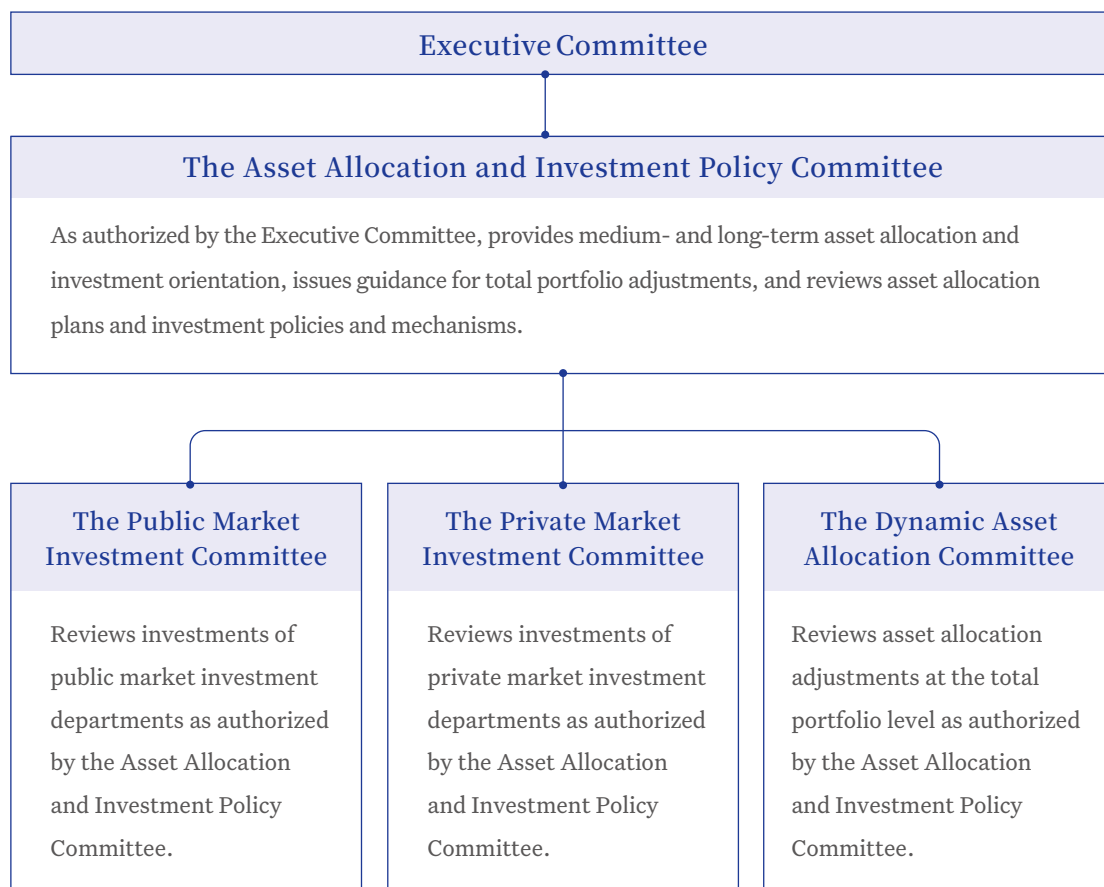 Executive Committee
The Asset Allocation and Investment Policy Committee
As authorized by the Executive Committee, provides medium- and long-term asset allocation and
investment orientation, issues guidance for total portfolio adjustments, and reviews asset allocation
plans and investment policies and mechanisms.
The Public Market
Investment Committee
Reviews investments of
public market investment
departments as authorized
by the Asset Allocation
and Investment Policy
Committee.
The Private Market
Investment Committee
Reviews investments of
private market investment
departments as authorized
by the Asset Allocation
and Investment Policy
Committee.
The Dynamic Asset
Allocation Committee
Reviews asset allocation
adjustments at the total
portfolio level as authorized
by the Asset Allocation
and Investment Policy
Committee.